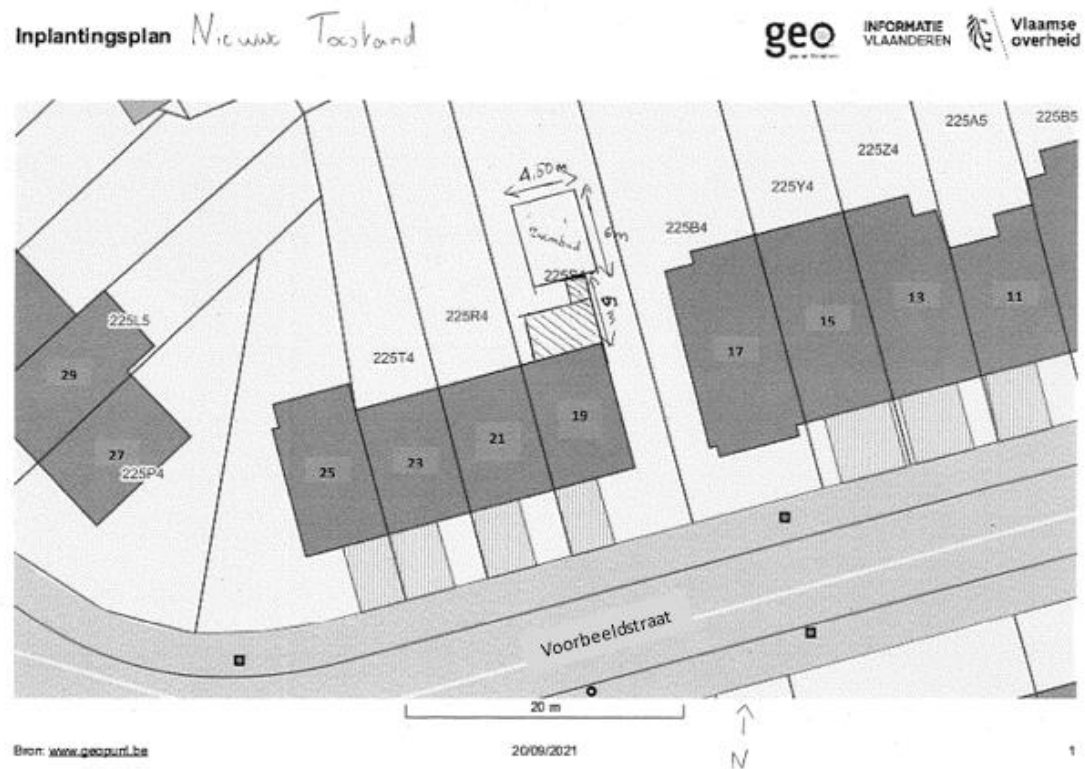 Inplantingsplan Nieuwe Toestand
geo
INFORMATIE
VLAANDEREN
Vlaamse
overheid
225A5
225B5
225Z4
4.50m
225Y4
Zwembad
6m
225B4
225L5
225R4
13
11
15
225T4
17
29
19
21
27
225P4
25
23
Voorbeeldstraat
20 m
N
Bron: www.geopunt.be
20/09/2021
1